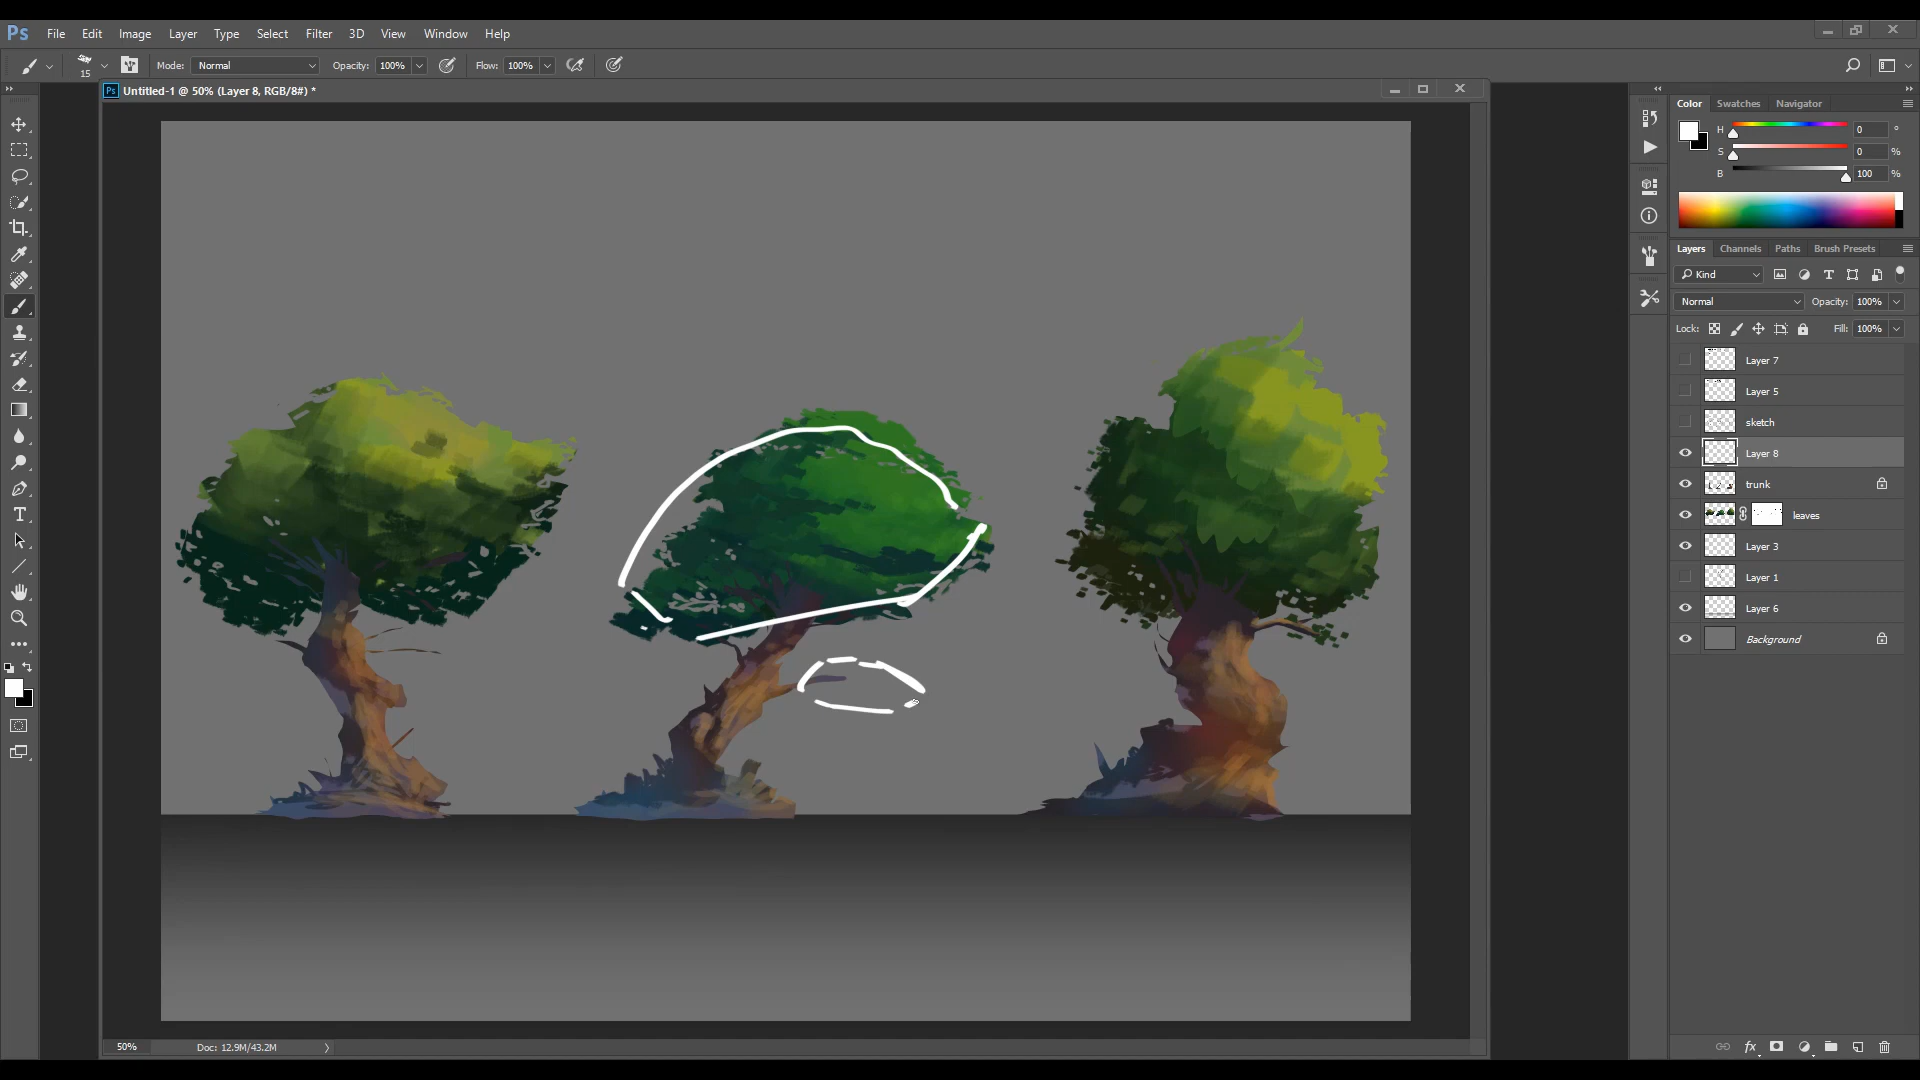 Ps File Edit Image Layer Type Select Filter 3D View Window Help
15 Mode: Normal Opacity: 100% Flow: 100%
Ps Untitled-1 @ 50% (Layer 8, RGB/8#) *
Color Swatches Navigator
H 0 °
S 0 %
B 100 %
Layers Channels Paths Brush Presets
Kind
Normal Opacity: 100%
Lock: Fill: 100%
Layer 7
Layer 5
sketch
Layer 8
trunk
leaves
Layer 3
Layer 1
Layer 6
Background
50% Doc: 12.9M/43.2M
fx